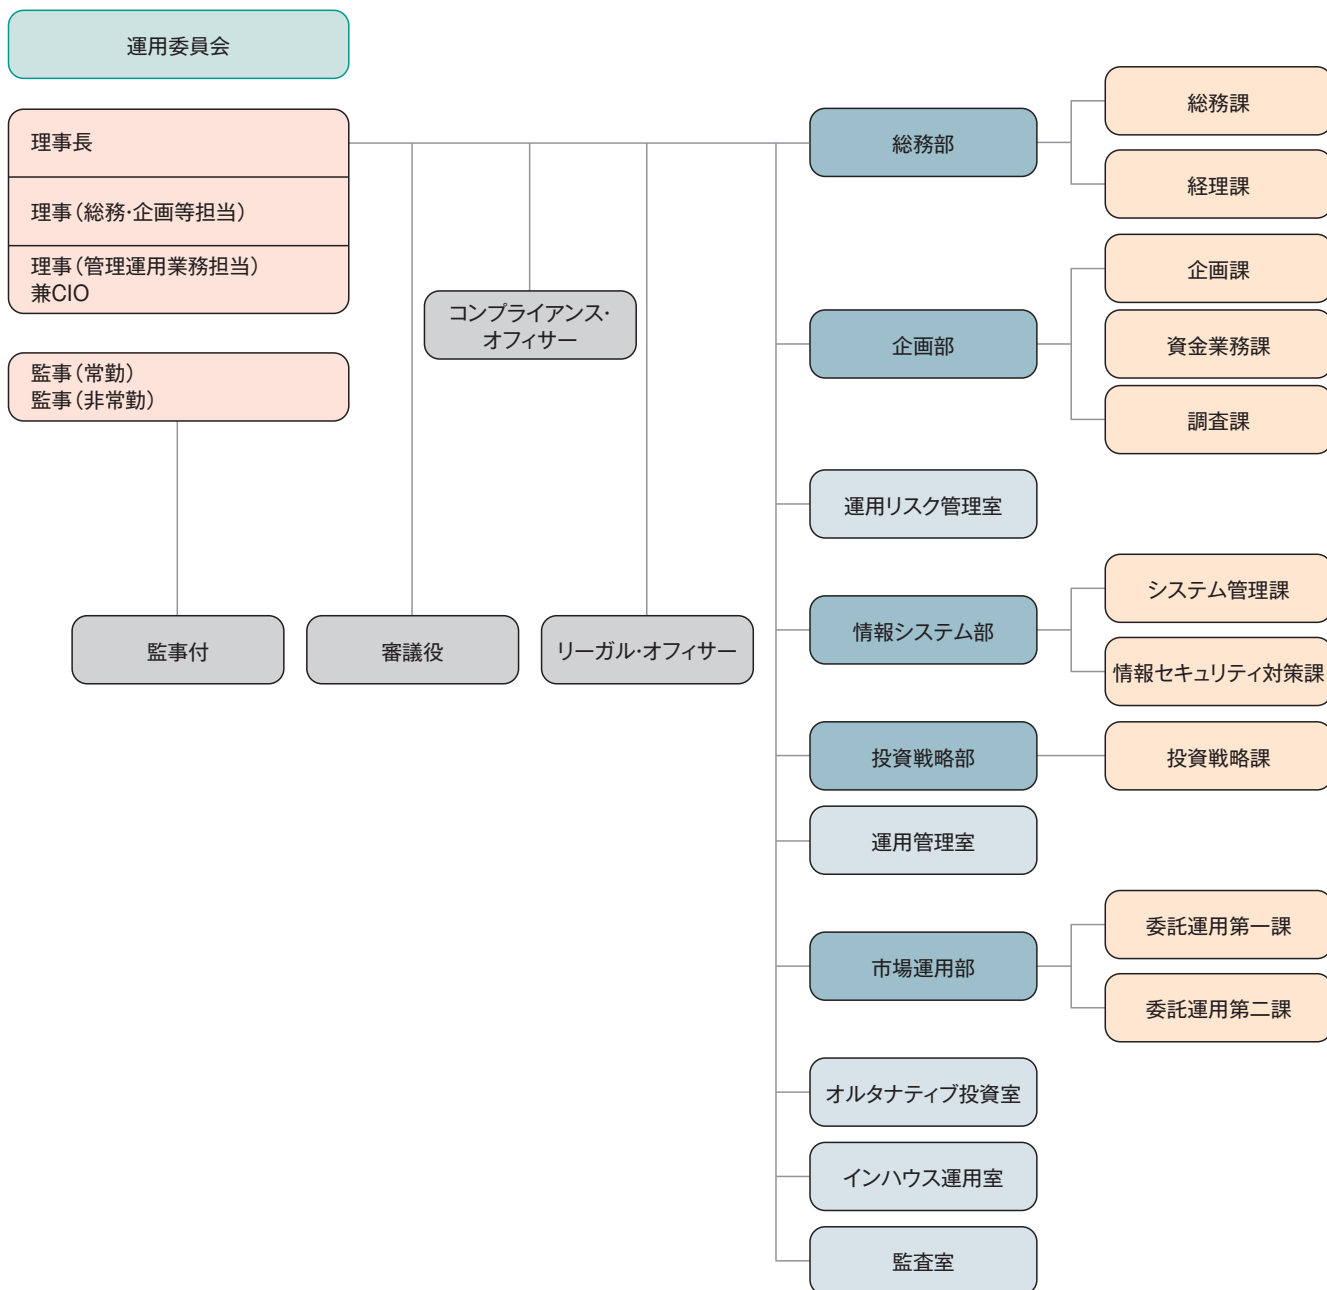 運用委員会
理事長
理事（総務・企画等担当）
理事（管理運用業務担当）
兼CIO
監事（常勤）
監事（非常勤）
コンプライアンス・
オフィサー
監事付
審議役
リーガル・オフィサー
総務部
総務課
経理課
企画部
企画課
資金業務課
調査課
運用リスク管理室
情報システム部
システム管理課
情報セキュリティ対策課
投資戦略部
投資戦略課
運用管理室
市場運用部
委託運用第一課
委託運用第二課
オルタナティブ投資室
インハウス運用室
監査室